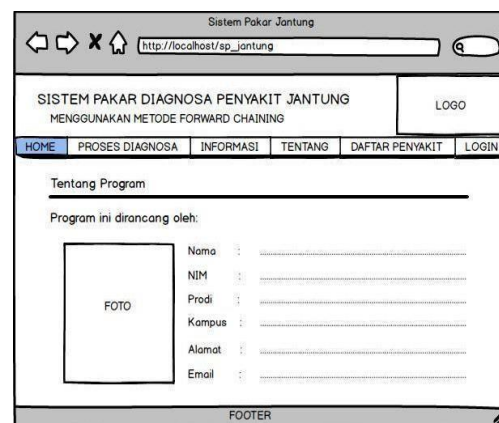 Sistem Pakar Jantung
http://localhost/sp_jantung
SISTEM PAKAR DIAGNOSA PENYAKIT JANTUNG
MENGGUNAKAN METODE FORWARD CHAINING
LOGO
HOME PROSES DIAGNOSA INFORMASI TENTANG DAFTAR PENYAKIT LOGIN
Tentang Program
Program ini dirancang oleh:
FOTO
Nama :
NIM :
Prodi :
Kampus :
Alamat :
Email :
FOOTER